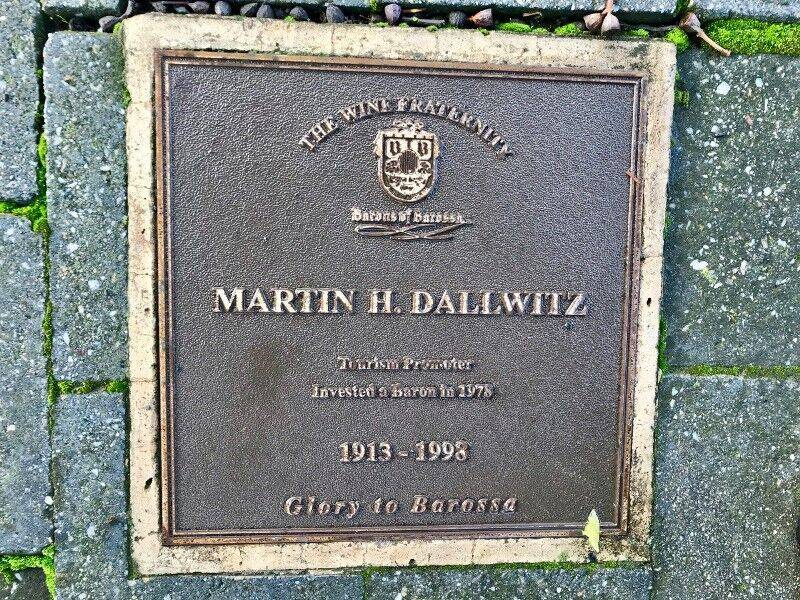 THE WINE FRATERNITY
Barons of Barossa
MARTIN H. DALLWITZ
Tourism Promoter
Invested a Baron in 1978
1913 - 1998
Glory to Barossa